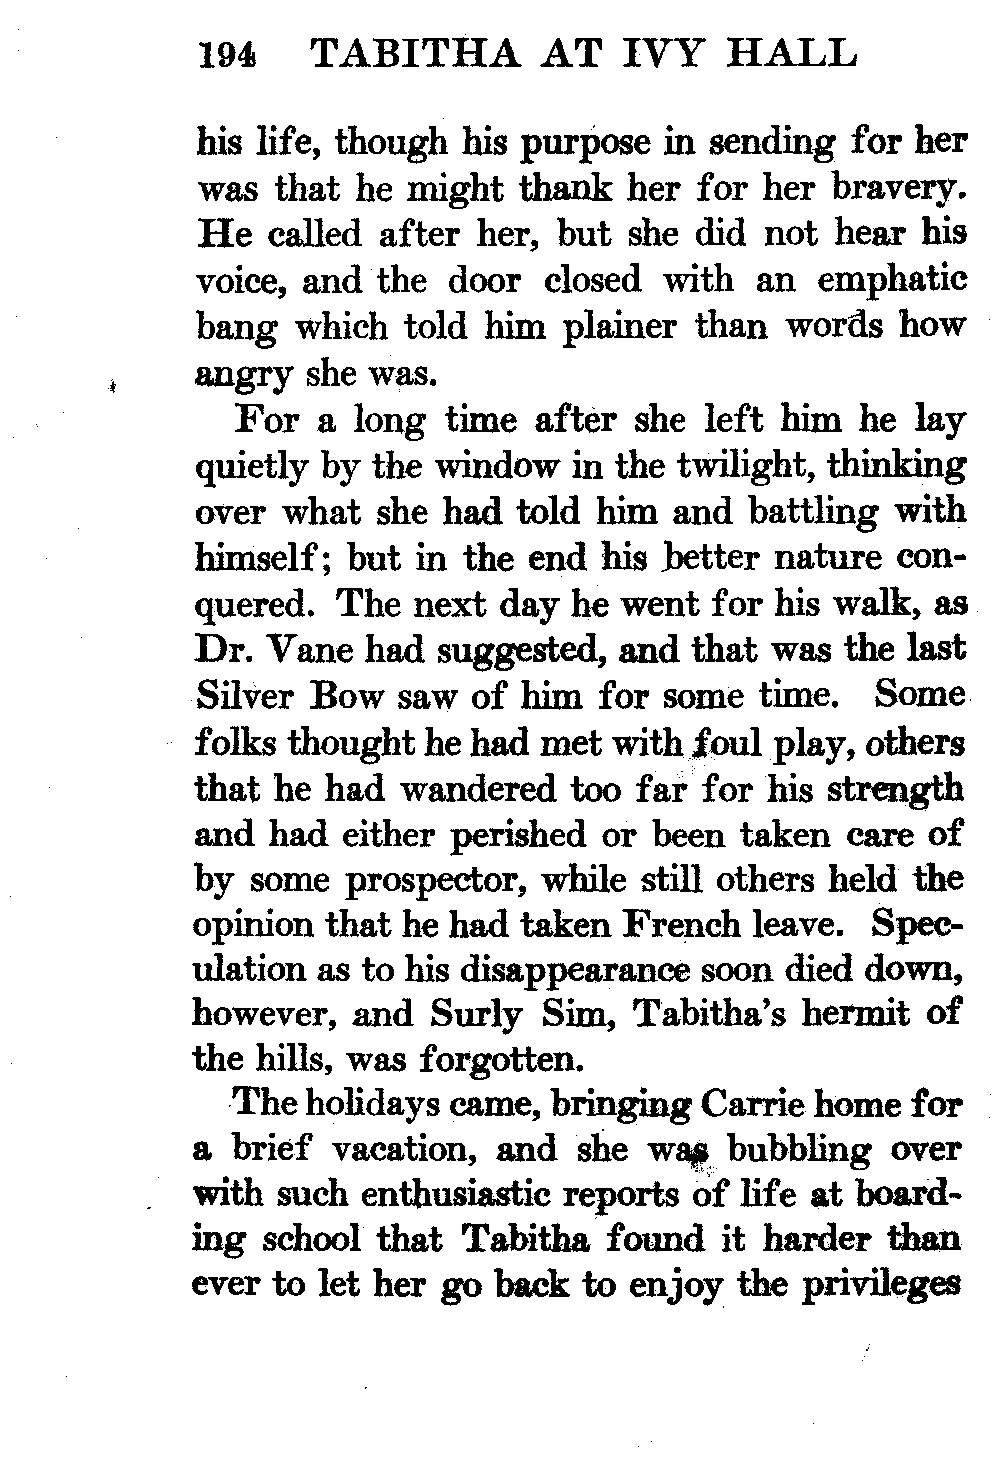 194 TABITHA AT IVY HALL
his life, though his purpose in sending for her
was that he might thank her for her bravery.
He called after her, but she did not hear his
voice, and the door closed with an emphatic
bang which told him plainer than words how
angry she was.
For a long time after she left him he lay
quietly by the window in the twilight, thinking
over what she had told him and battling with
himself; but in the end his better nature con-
quered. The next day he went for his walk, as
Dr. Vane had suggested, and that was the last
Silver Bow saw of him for some time. Some
folks thought he had met with foul play, others
that he had wandered too far for his strength
and had either perished or been taken care of
by some prospector, while still others held the
opinion that he had taken French leave. Spec-
ulation as to his disappearance soon died down,
however, and Surly Sim, Tabitha's hermit of
the hills, was forgotten.
The holidays came, bringing Carrie home for
a brief vacation, and she was bubbling over
with such enthusiastic reports of life at board-
ing school that Tabitha found it harder than
ever to let her go back to enjoy the privileges